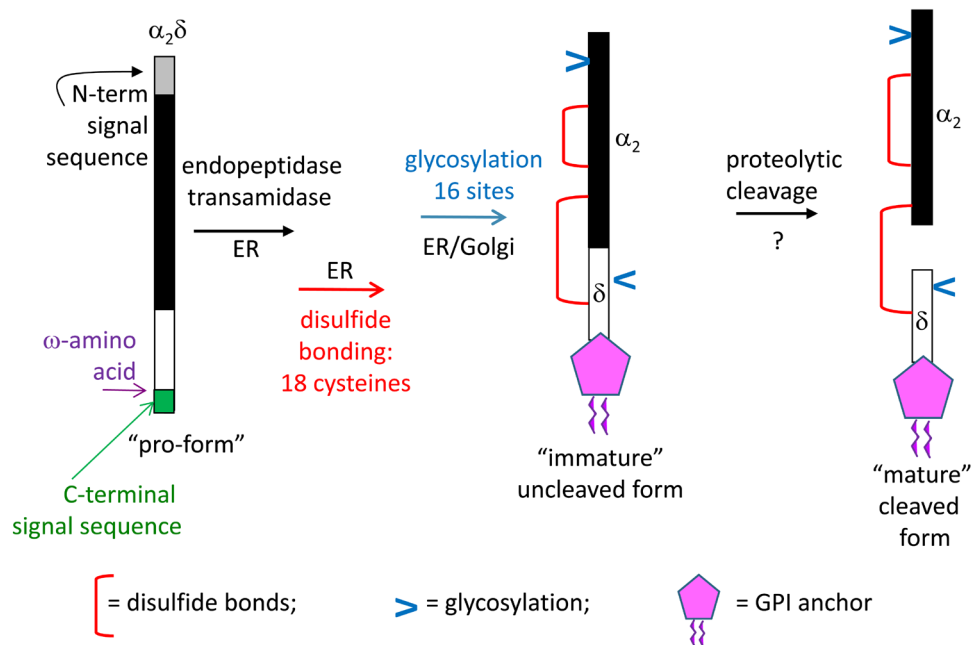 α₂δ
N-term
signal
sequence
endopeptidase
transamidase
ER
ER
disulfide
bonding:
18 cysteines
glycosylation
16 sites
ER/Golgi
ω-amino
acid
"pro-form"
C-terminal
signal sequence
α₂
δ
"immature"
uncleaved form
proteolytic
cleavage
?
α₂
δ
"mature"
cleaved
form
= disulfide bonds;
> = glycosylation;
= GPI anchor